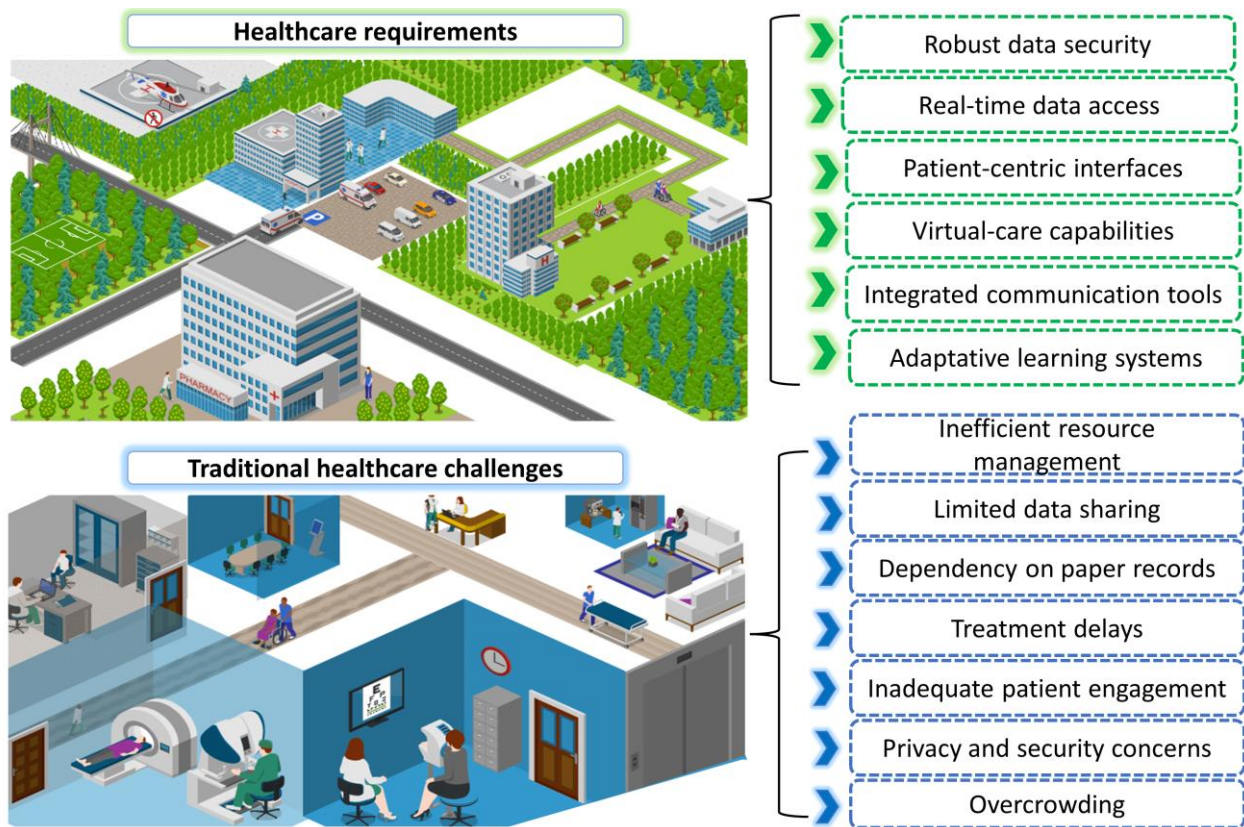 Healthcare requirements
Robust data security
Real-time data access
Patient-centric interfaces
Virtual-care capabilities
Integrated communication tools
Adaptative learning systems
H
P
H
PHARMACY
Traditional healthcare challenges
Inefficient resource
management
Limited data sharing
Dependency on paper records
Treatment delays
Inadequate patient engagement
Privacy and security concerns
Overcrowding
E